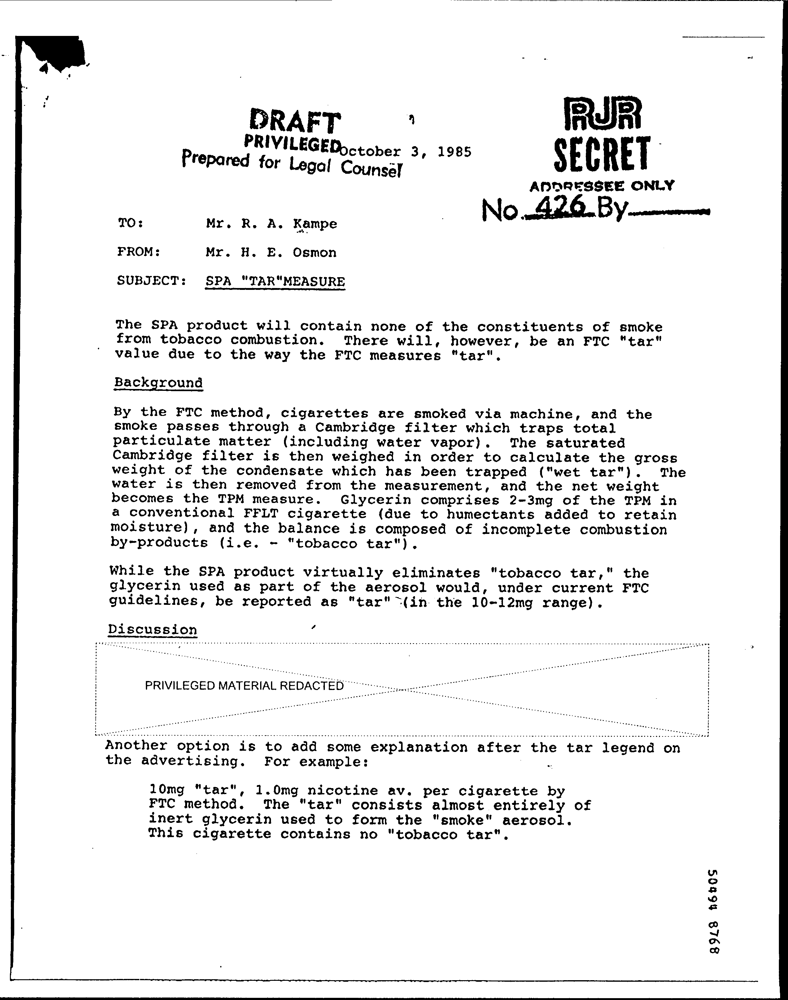 DRAFT
PRIVILEGED October 3, 1985
Prepared for Legal Counsel
RJR
SECRET
ADDRESSEE ONLY
No. 426 By
TO: Mr. R. A. Kampe
FROM: Mr. H. E. Osmon
SUBJECT: SPA "TAR"MEASURE
The SPA product will contain none of the constituents of smoke
from tobacco combustion. There will, however, be an FTC "tar"
value due to the way the FTC measures "tar".
Background
By the FTC method, cigarettes are smoked via machine, and the
smoke passes through a Cambridge filter which traps total
particulate matter (including water vapor). The saturated
Cambridge filter is then weighed in order to calculate the gross
weight of the condensate which has been trapped ("wet tar"). The
water is then removed from the measurement, and the net weight
becomes the TPM measure. Glycerin comprises 2-3mg of the TPM in
a conventional FFLT cigarette (due to humectants added to retain
moisture), and the balance is composed of incomplete combustion
by-products (i.e. - "tobacco tar").
While the SPA product virtually eliminates "tobacco tar," the
glycerin used as part of the aerosol would, under current FTC
guidelines, be reported as "tar" (in the 10-12mg range).
Discussion
PRIVILEGED MATERIAL REDACTED
Another option is to add some explanation after the tar legend on
the advertising. For example:
10mg "tar", 1.0mg nicotine av. per cigarette by
FTC method. The "tar" consists almost entirely of
inert glycerin used to form the "smoke" aerosol.
This cigarette contains no "tobacco tar".
50494 8768